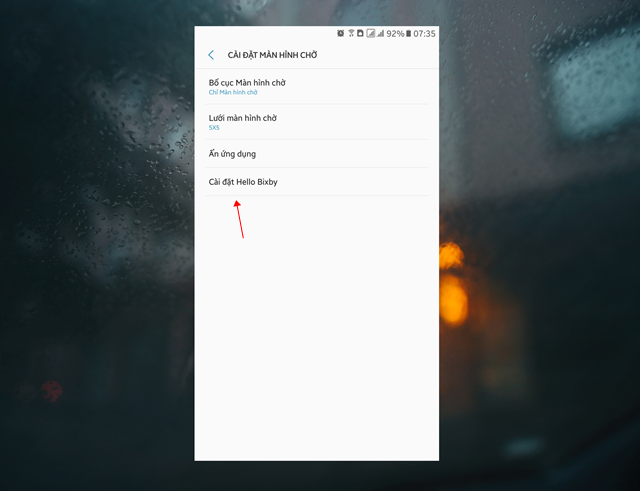 92% 07:35
CÀI ĐẶT MÀN HÌNH CHỜ
Bố cục Màn hình chờ
Chỉ Màn hình chờ
Lưới màn hình chờ
5X5
Ẩn ứng dụng
Cài đặt Hello Bixby